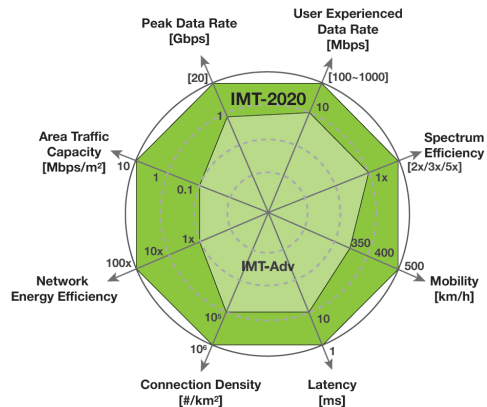 User Experienced
Peak Data Rate
Data Rate
[Gbps]
[Mbps]
[20]
[100~1000]
IMT-2020
1
10
Area Traffic
Capacity
[Mbps/m²]
10
1
0.1
Spectrum
Efficiency
[2x/3x/5x]
1x
1x
10x
100x
350
400
500
IMT-Adv
Network
Energy Efficiency
Mobility
[km/h]
10⁵
10⁶
10
1
Connection Density
[#/km²]
Latency
[ms]